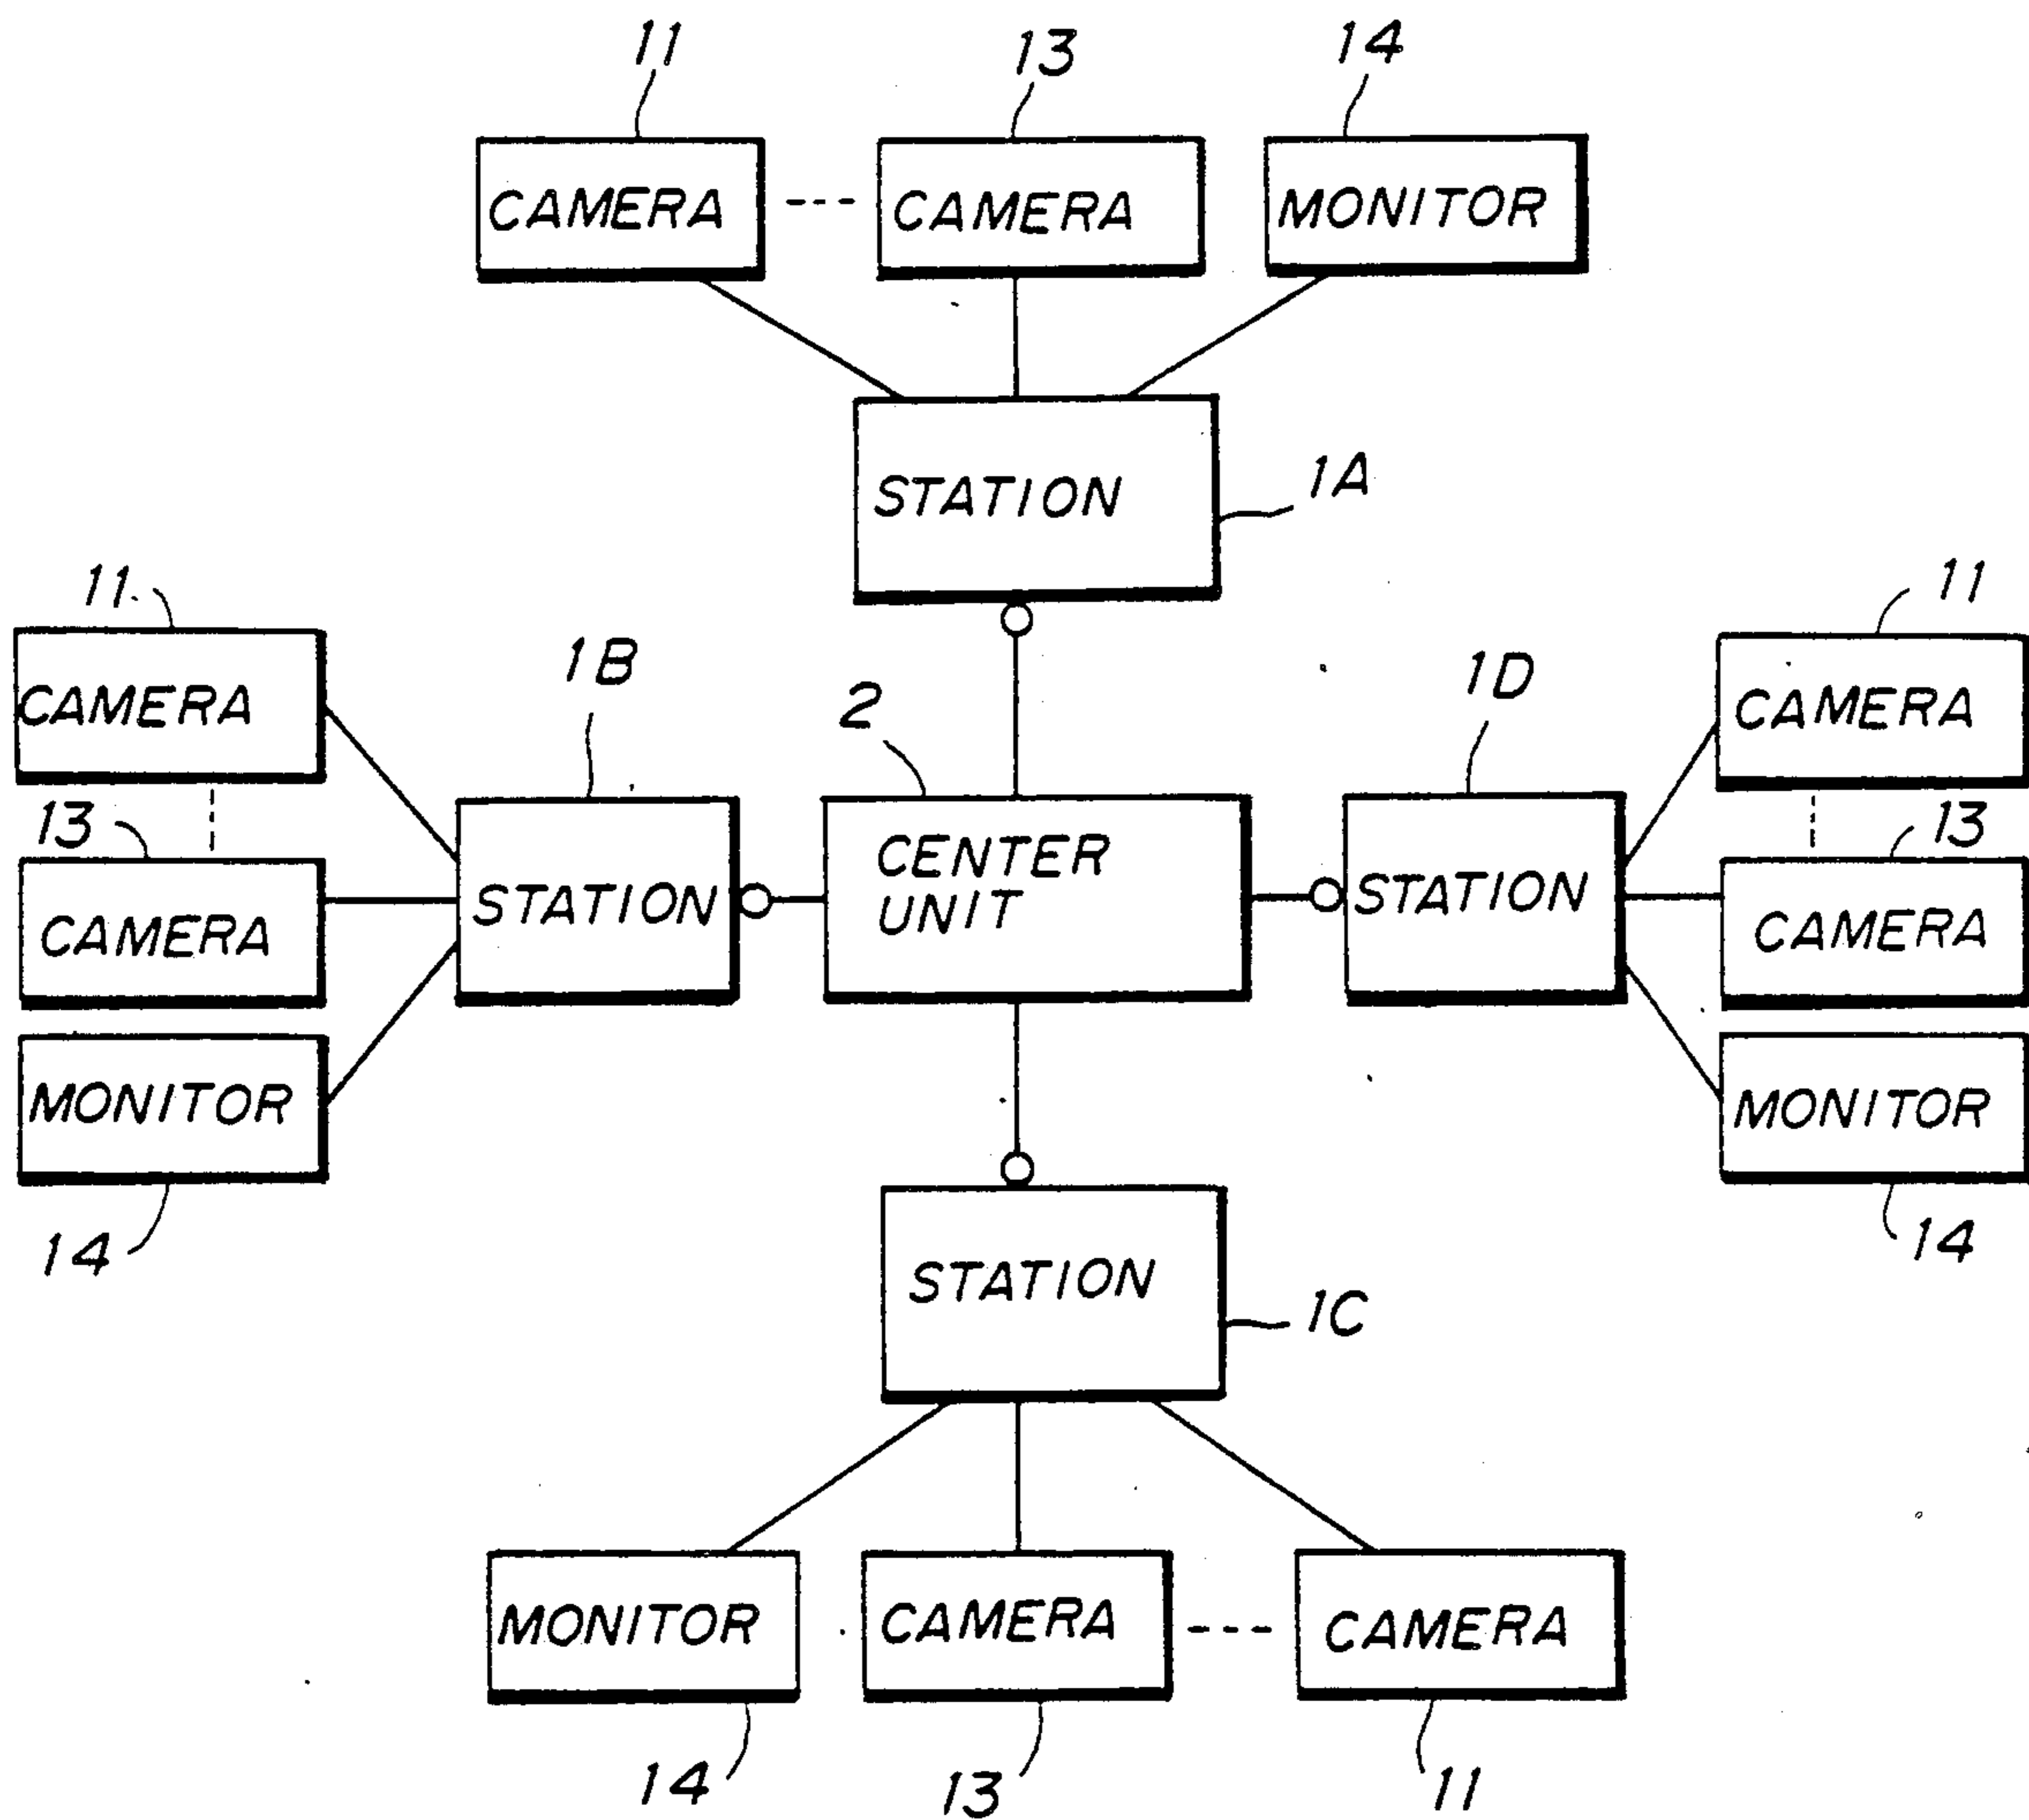 11
13
14
CAMERA
CAMERA
MONITOR
STATION
1A
11
11
CAMERA
1B
2
1D
CAMERA
13
13
CENTER
UNIT
STATION
STATION
CAMERA
CAMERA
MONITOR
MONITOR
14
14
STATION
1C
MONITOR
CAMERA
CAMERA
14
13
11